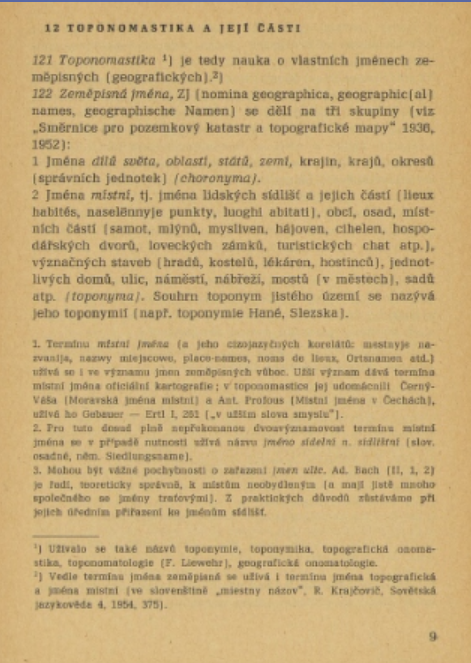 12 TOPONOMASTIKA A JEJÍ ČÁSTI
121 Toponomastika ¹) je tedy nauka o vlastních jménech ze-
měpisných (geografických).²)
122 Zeměpisná jména, ZJ (nomina geographica, geographic(al)
names, geographische Namen) se dělí na tři skupiny (viz
„Směrnice pro pozemkový katastr a topografické mapy“ 1936,
1952):
1 Jména dílů světa, oblastí, států, zemí, krajin, krajů, okresů
(správních jednotek) (choronyma).
2 Jména místní, tj. jména lidských sídlišť a jejich částí (lieux
habités, naselënnyje punkty, luoghi abitati), obcí, osad, míst-
ních částí (samot, mlýnů, mysliven, hájoven, cihelen, hospo-
dářských dvorů, loveckých zámků, turistických chat atp.),
význačných staveb (hradů, kostelů, lékáren, hostinců), jednot-
livých domů, ulic, náměstí, nábřeží, mostů (v městech), sadů
atp. (toponyma). Souhrn toponym jistého území se nazývá
jeho toponymií (např. toponymie Hané, Slezska).
1. Termínu místní jméno (a jeho cizojazyčných korelátů: mestnyje na-
zvanija, nazwy miejscowe, place-names, noms de lieux, Ortsnamen atd.)
užívá se i ve významu jmen zeměpisných vůbec. Užší význam dává termínu
místní jména oficiální kartografie; v toponomastice jej udomácnili Černý-
Váša (Moravská jména místní) a Ant. Profous (Místní jména v Čechách),
užívá ho Gebauer — Ertl I, 261 („v užším slova smyslu“).
2. Pro tuto dosud plně nepřekonanou dvouvýznamovost termínu místní
jména se v případě nutnosti užívá názvu jméno sídelní n. sídlištní (slov.
osadné, něm. Siedlungsname).
3. Mohou být vážné pochybnosti o zařazení jmen ulic. Ad. Bach (II, 1, 2)
je řadí, teoreticky správně, k místům neobydleným (a mají jistě mnoho
společného se jmény traťovými). Z praktických důvodů zůstáváme při
jejich úředním přiřazení ke jménům sídlišť.
¹) Užívalo se také názvů toponymie, toponymika, topografická onoma-
stika, toponomatologie (F. Liewehr), geografická onomatologie.
²) Vedle termínu jména zeměpisná se užívá i termínu jména topografická
a jména místní (ve slovenštině „miestny názov“, R. Krajčovič, Sovětská
jazykověda 4, 1954, 375).
9